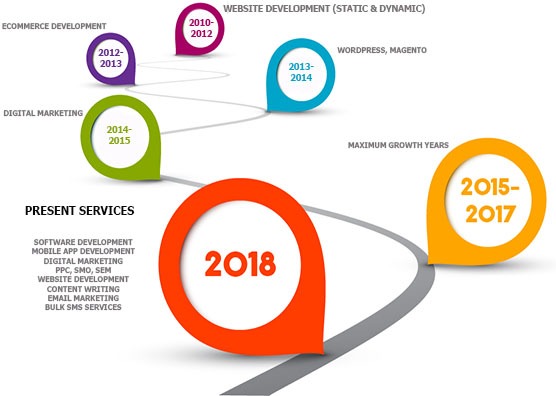 WEBSITE DEVELOPMENT (STATIC & DYNAMIC)
2010-
2012
ECOMMERCE DEVELOPMENT
2012-
2013
WORDPRESS, MAGENTO
2013-
2014
DIGITAL MARKETING
2014-
2015
MAXIMUM GROWTH YEARS
2015-
2017
PRESENT SERVICES
2018
SOFTWARE DEVELOPMENT
MOBILE APP DEVELOPMENT
DIGITAL MARKETING
PPC, SMO, SEM
WEBSITE DEVELOPMENT
CONTENT WRITING
EMAIL MARKETING
BULK SMS SERVICES